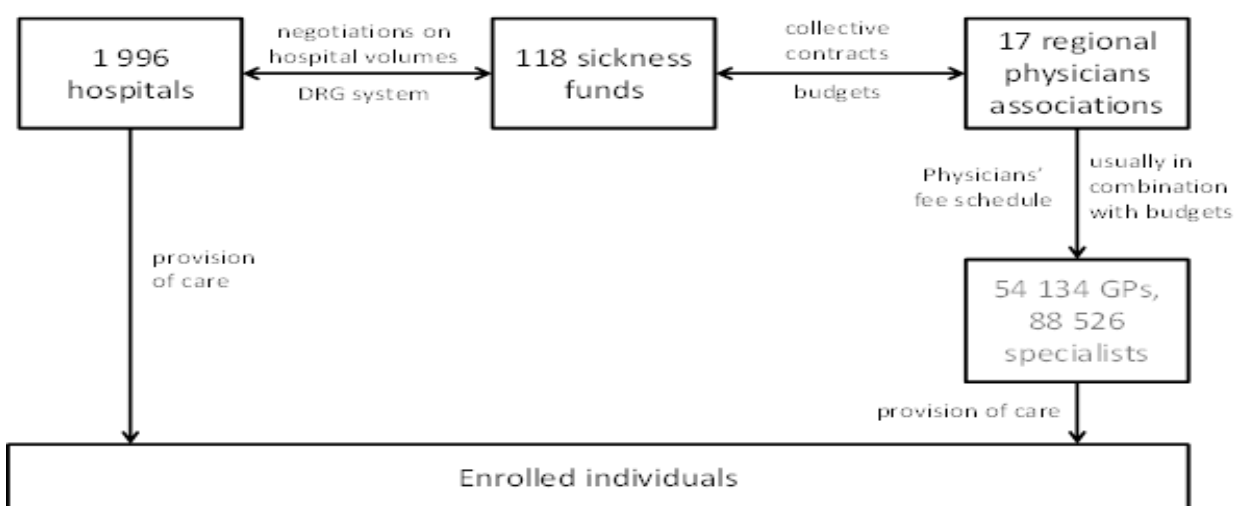 1 996
hospitals
negotiations on
hospital volumes
DRG system
118 sickness
funds
collective
contracts
budgets
17 regional
physicians
associations
Physicians'
fee schedule
usually in
combination
with budgets
provision
of care
54 134 GPs,
88 526
specialists
provision of care
Enrolled individuals